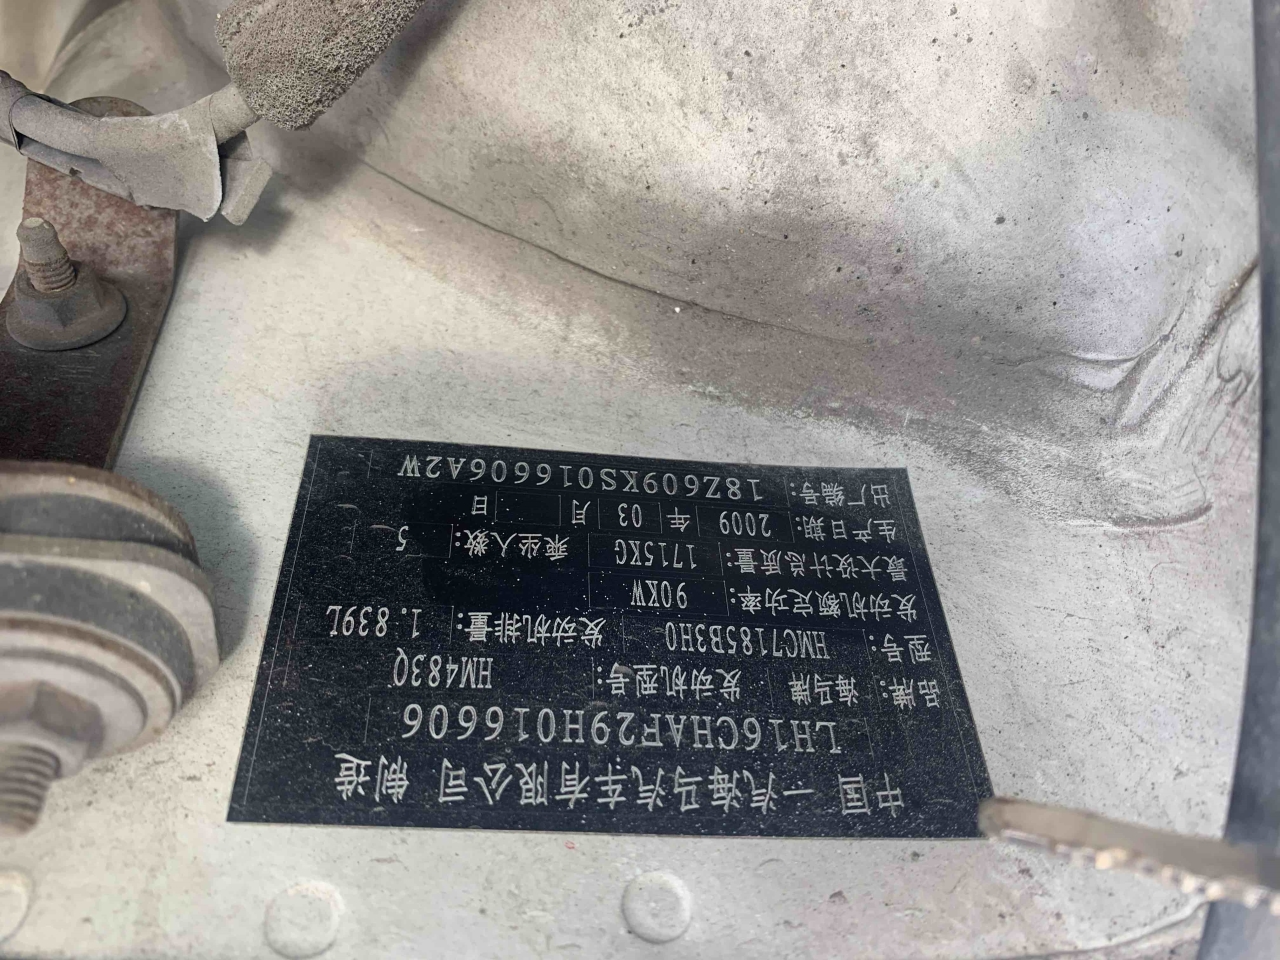 中国 一汽海马汽车有限公司 制造
LH16CHAF29H016606
品牌: 海马牌 发动机型号: HM483Q
型号: HMC7185B3H0 发动机排量: 1.839L
发动机额定功率: 90KW
最大设计总质量: 1715KG 乘坐人数: 5
生产日期: 2009 年 03 月 日
出厂编号: 18Z609KS016606A2W